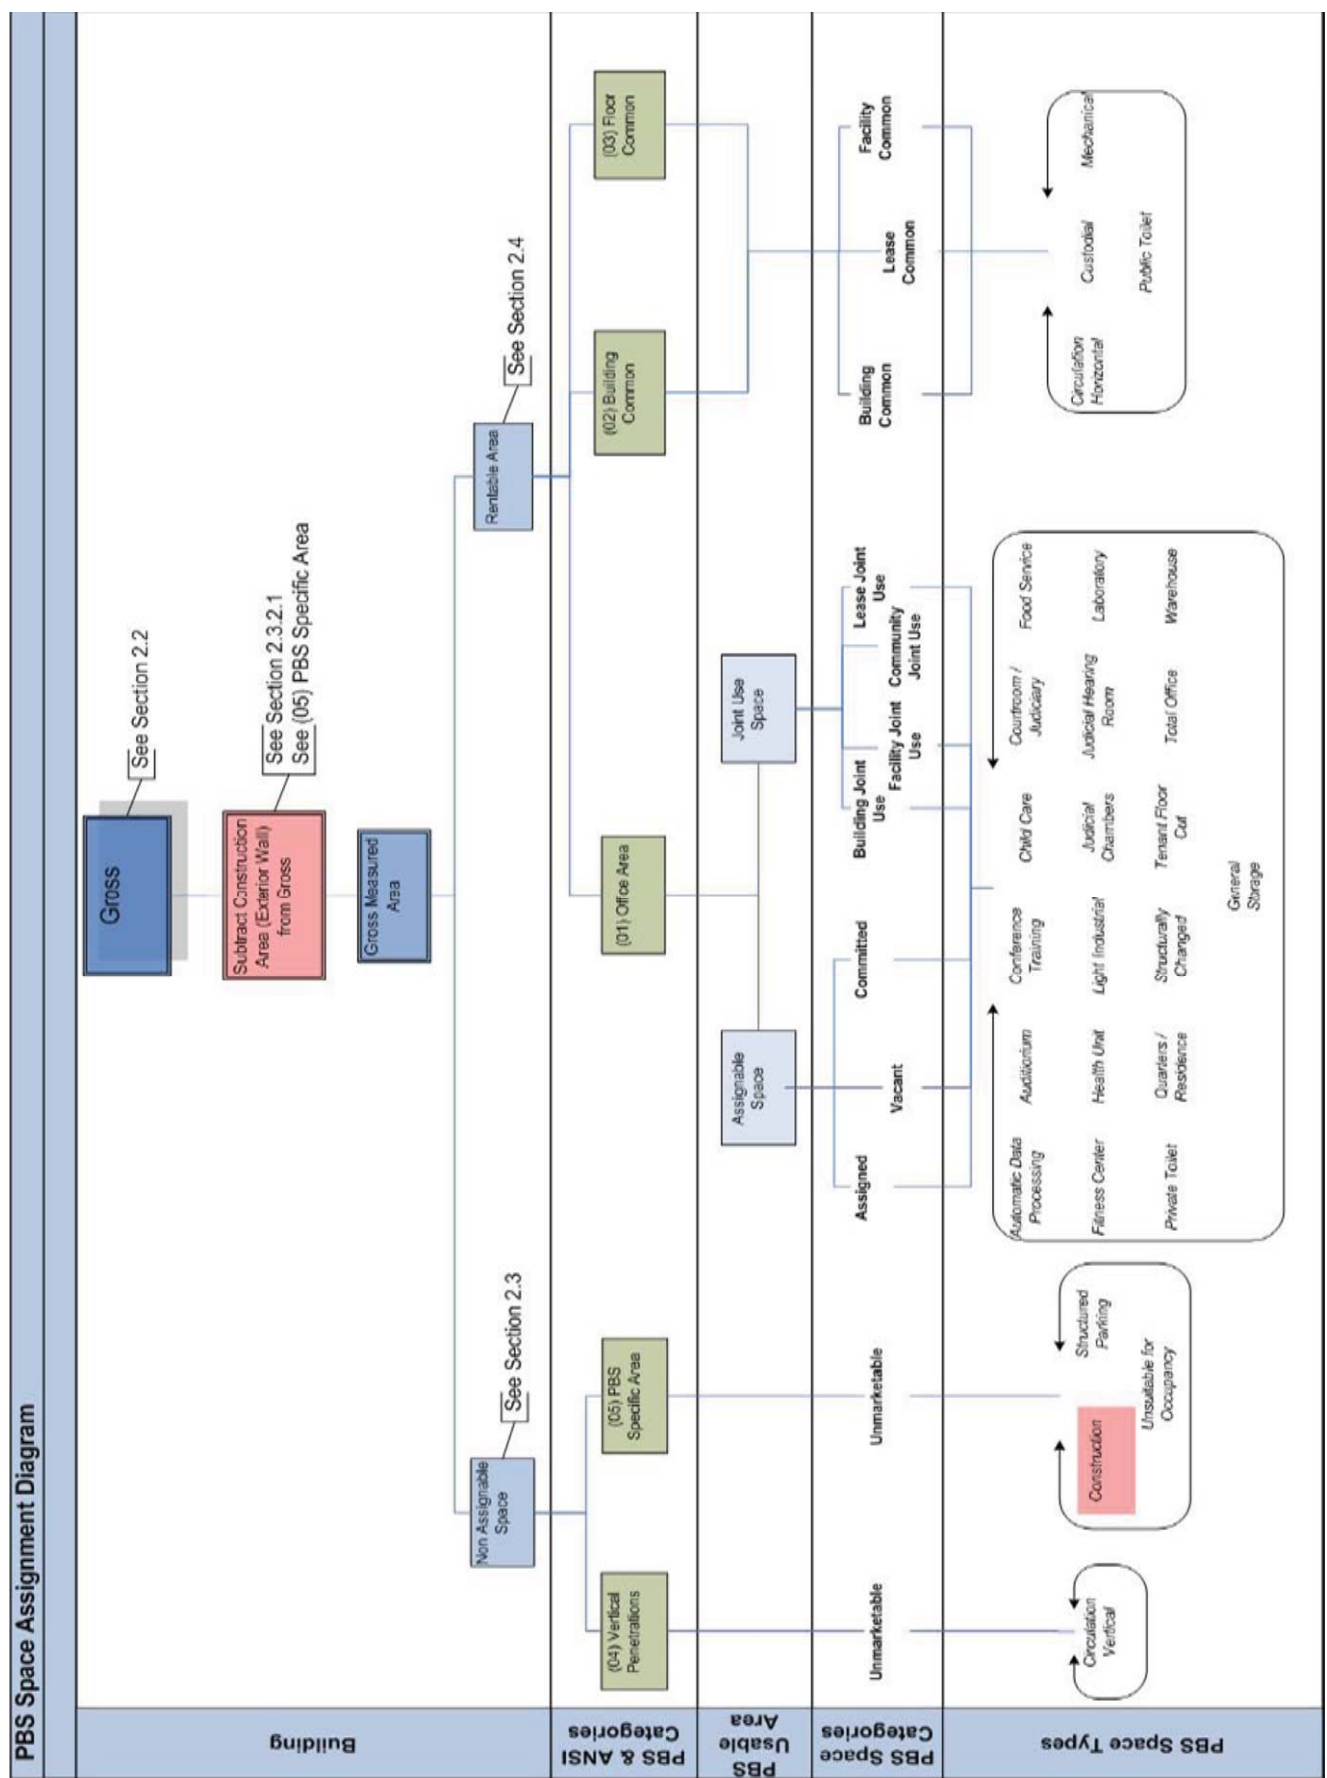 PBS Space Assignment Diagram
Building
Gross
See Section 2.2
Subtract Construction
Area (Exterior Wall)
from Gross
See Section 2.3.2.1
See (05) PBS Specific Area
Gross Measured
Area
Non Assignable
Space
See Section 2.3
Rentable Area
See Section 2.4
PBS & ANSI
Categories
(04) Vertical
Penetrations
(05) PBS
Specific Area
(01) Office Area
(02) Building
Common
(03) Floor
Common
PBS
Usable
Area
Assignable
Space
Joint Use
Space
PBS Space
Categories
Unmarketable
Unmarketable
Assigned
Vacant
Committed
Building Joint
Use
Facility Joint
Use
Community
Joint Use
Lease Joint
Use
Building
Common
Lease
Common
Facility
Common
PBS Space Types
Circulation
Vertical
Construction
Structured
Parking
Unsuitable for
Occupancy
Automatic Data
Processing
Auditorium
Conference
Training
Child Care
Courtroom /
Judiciary
Food Service
Fitness Center
Health Unit
Light Industrial
Judicial
Chambers
Judicial Hearing
Room
Laboratory
Private Toilet
Quarters /
Residence
Structurally
Changed
Tenant Floor
Cut
Total Office
Warehouse
General
Storage
Circulation
Horizontal
Custodial
Mechanical
Public Toilet